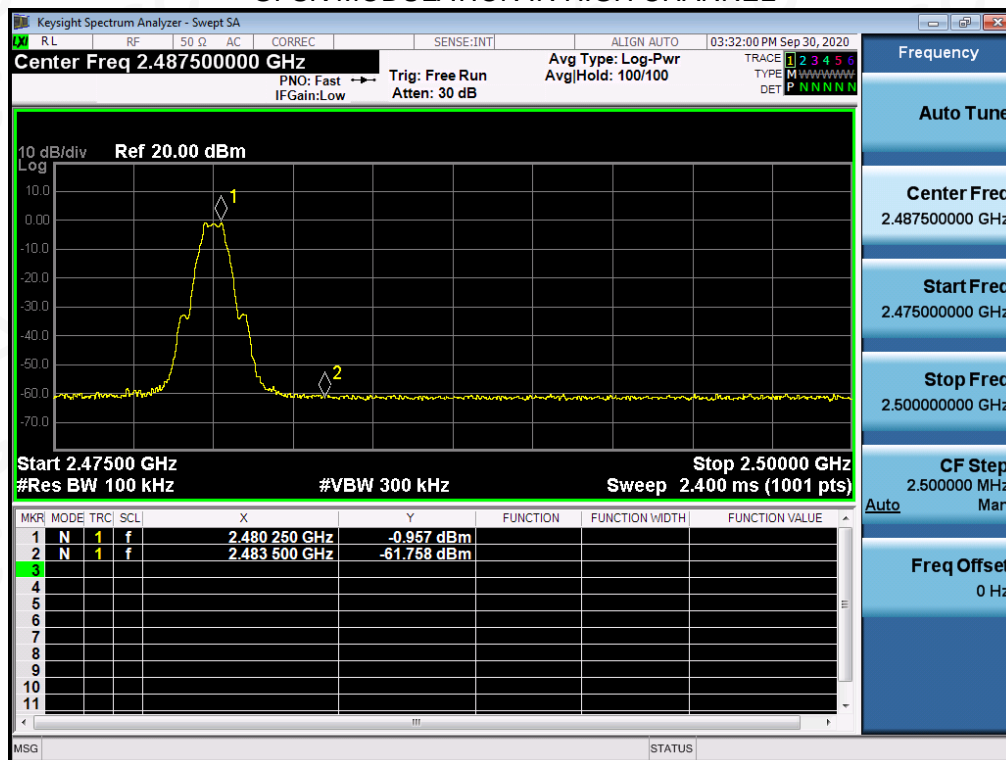 Keysight Spectrum Analyzer - Swept SA
LXI RL RF 50 Ω AC CORREC SENSE:INT ALIGN AUTO 03:32:00 PM Sep 30, 2020
Center Freq 2.487500000 GHz
PNO: Fast
IFGain:Low
Trig: Free Run
Atten: 30 dB
Avg Type: Log-Pwr
Avg|Hold: 100/100
TRACE 1 2 3 4 5 6
TYPE M WWWWW
DET P N N N N N
10 dB/div Ref 20.00 dBm
Log
10.0
0.00
-10.0
-20.0
-30.0
-40.0
-50.0
-60.0
-70.0
1
2
Start 2.47500 GHz Stop 2.50000 GHz
#Res BW 100 kHz #VBW 300 kHz Sweep 2.400 ms (1001 pts)
MKR MODE TRC SCL X Y FUNCTION FUNCTION WIDTH FUNCTION VALUE
1 N 1 f 2.480 250 GHz -0.957 dBm
2 N 1 f 2.483 500 GHz -61.758 dBm
3
4
5
6
7
8
9
10
11
MSG STATUS
Frequency
Auto Tune
Center Freq
2.487500000 GHz
Start Freq
2.475000000 GHz
Stop Freq
2.500000000 GHz
CF Step
2.500000 MHz
Auto Man
Freq Offset
0 Hz